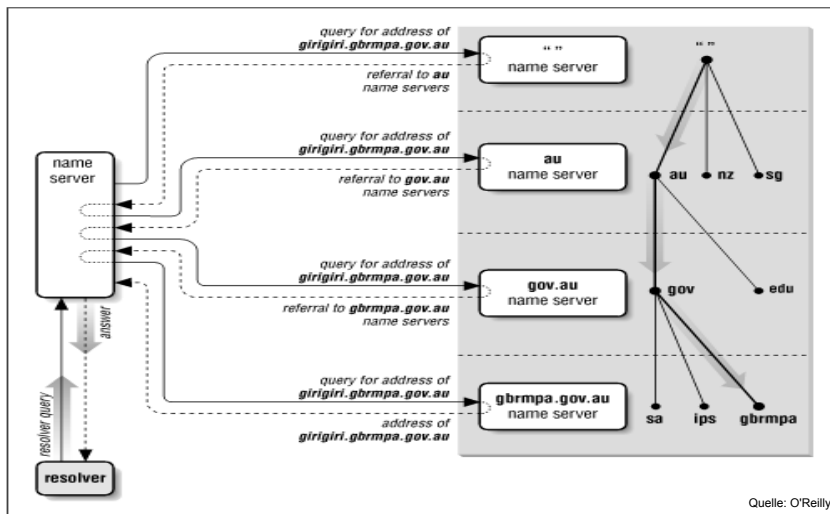 query for address of
girigiri.gbrmpa.gov.au
referral to au
name servers
“ ”
name server
“ ”
name
server
query for address of
girigiri.gbrmpa.gov.au
referral to gov.au
name servers
au
name server
au
nz
sg
query for address of
girigiri.gbrmpa.gov.au
referral to gbrmpa.gov.au
name servers
gov.au
name server
gov
edu
resolver query
answer
query for address of
girigiri.gbrmpa.gov.au
address of
girigiri.gbrmpa.gov.au
gbrmpa.gov.au
name server
sa
ips
gbrmpa
resolver
Quelle: O'Reilly